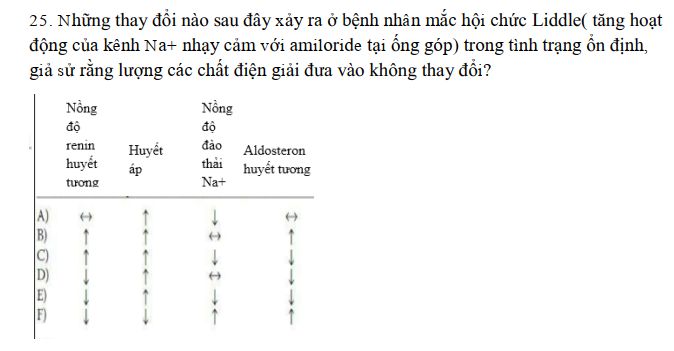 25. Những thay đổi nào sau đây xảy ra ở bệnh nhân mắc hội chức Liddle( tăng hoạt
động của kênh Na+ nhạy cảm với amiloride tại ống góp) trong tình trạng ổn định,
giả sử rằng lượng các chất điện giải đưa vào không thay đổi?
Nồng độ renin huyết tương Huyết áp Nồng độ đào thải Na+ Aldosteron huyết tương
A) ↔ ↑ ↓ ↔
B) ↑ ↑ ↔ ↑
C) ↑ ↑ ↓ ↓
D) ↓ ↑ ↔ ↓
E) ↓ ↑ ↓ ↓
F) ↓ ↓ ↑ ↑